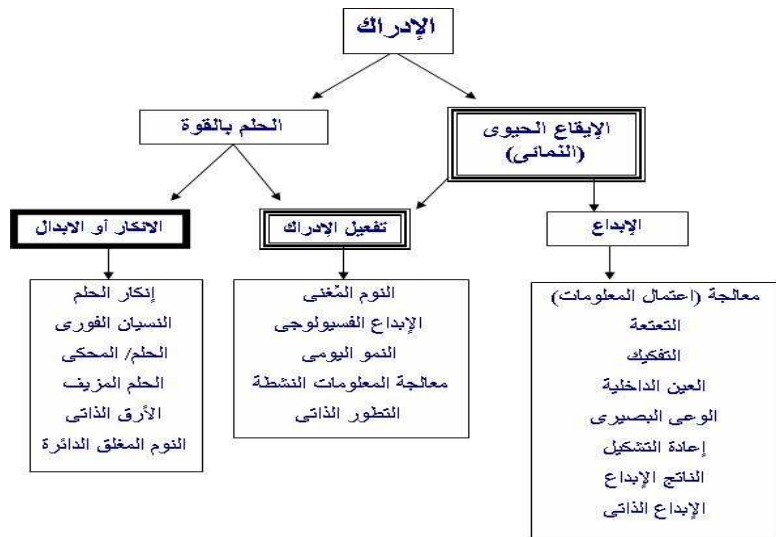 الإدراك
الإيقاع الحيوى
(النمائى)
الحلم بالقوة
الإبداع
تفعيل الإدراك
الانكار أو الابدال
معالجة (اعتمال المعلومات)
التعتعة
التفكيك
العين الداخلية
الوعى البصيرى
إعادة التشكيل
الناتج الإبداع
الإبداع الذاتى
النوم المُغنى
الإبداع الفسيولوجى
النمو اليومى
معالجة المعلومات النشطة
التطور الذاتى
إنكار الحلم
النسيان الفورى
الحلم/ المحكى
الحلم المزيف
الأرق الذاتى
النوم المغلق الدائرة